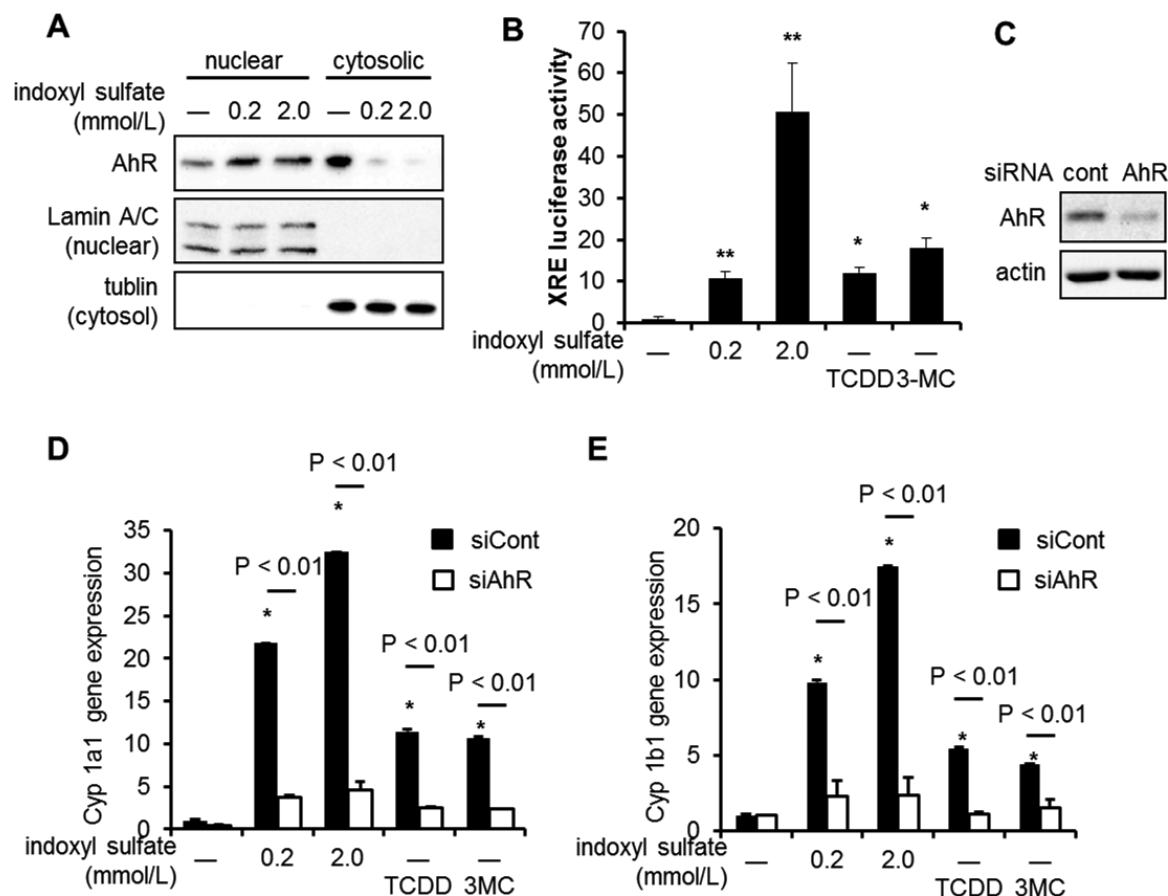 A
nuclear cytosolic
indoxyl sulfate
(mmol/L)
— 0.2 2.0 — 0.2 2.0
AhR
Lamin A/C
(nuclear)
tublin
(cytosol)
B
XRE luciferase activity
70
60
50
40
30
20
10
0
** ** * *
indoxyl sulfate
(mmol/L)
— 0.2 2.0 — —
TCDD 3-MC
C
siRNA cont AhR
AhR
actin
D
Cyp 1a1 gene expression
35
30
25
20
15
10
5
0
P < 0.01
*
P < 0.01
*
P < 0.01
*
P < 0.01
*
siCont
siAhR
indoxyl sulfate
(mmol/L)
— 0.2 2.0 — —
TCDD 3MC
E
Cyp 1b1 gene expression
20
15
10
5
0
P < 0.01
*
P < 0.01
*
P < 0.01
*
P < 0.01
*
siCont
siAhR
indoxyl sulfate
(mmol/L)
— 0.2 2.0 — —
TCDD 3MC